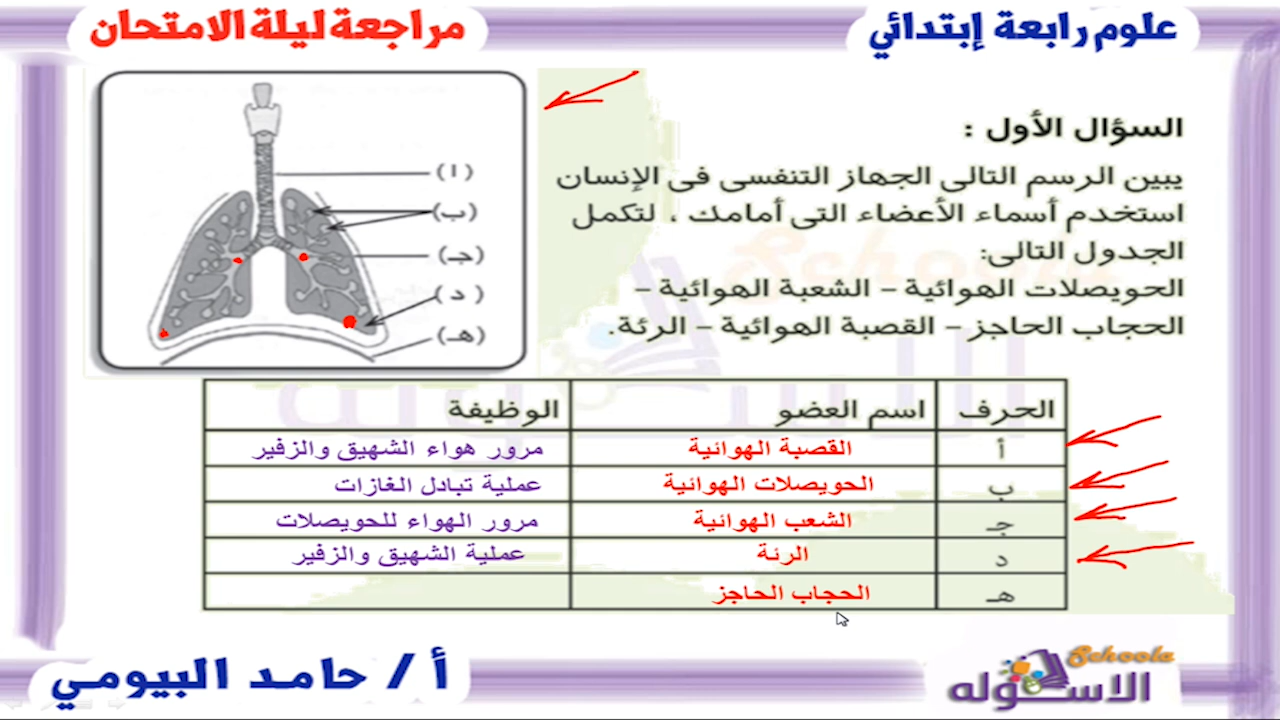 علوم رابعة إبتدائي
مراجعة ليلة الامتحان
السؤال الأول :
يبين الرسم التالى الجهاز التنفسى فى الإنسان
استخدم أسماء الأعضاء التى أمامك ، لتكمل
الجدول التالى:
الحويصلات الهوائية – الشعبة الهوائية –
الحجاب الحاجز – القصبة الهوائية – الرئة.
(ا)
(ب)
(جـ)
(د)
(هـ)
الحرف اسم العضو الوظيفة
أ القصبة الهوائية مرور هواء الشهيق والزفير
ب الحويصلات الهوائية عملية تبادل الغازات
جـ الشعب الهوائية مرور الهواء للحويصلات
د الرئة عملية الشهيق والزفير
هـ الحجاب الحاجز
Schoola
الاسكوله
أ / حامد البيومي